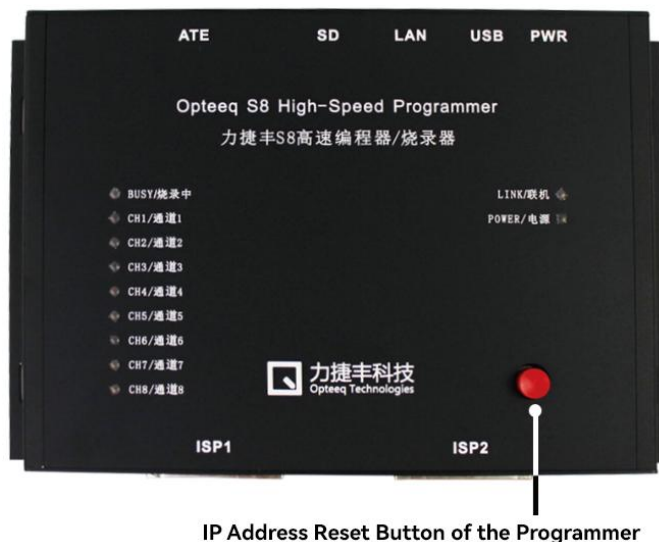 ATE SD LAN USB PWR
Opteeq S8 High-Speed Programmer
力捷丰S8高速编程器/烧录器
BUSY/烧录中
CH1/通道1
CH2/通道2
CH3/通道3
CH4/通道4
CH5/通道5
CH6/通道6
CH7/通道7
CH8/通道8
LINK/联机
POWER/电源
力捷丰科技
Opteeq Technologies
ISP1 ISP2
IP Address Reset Button of the Programmer